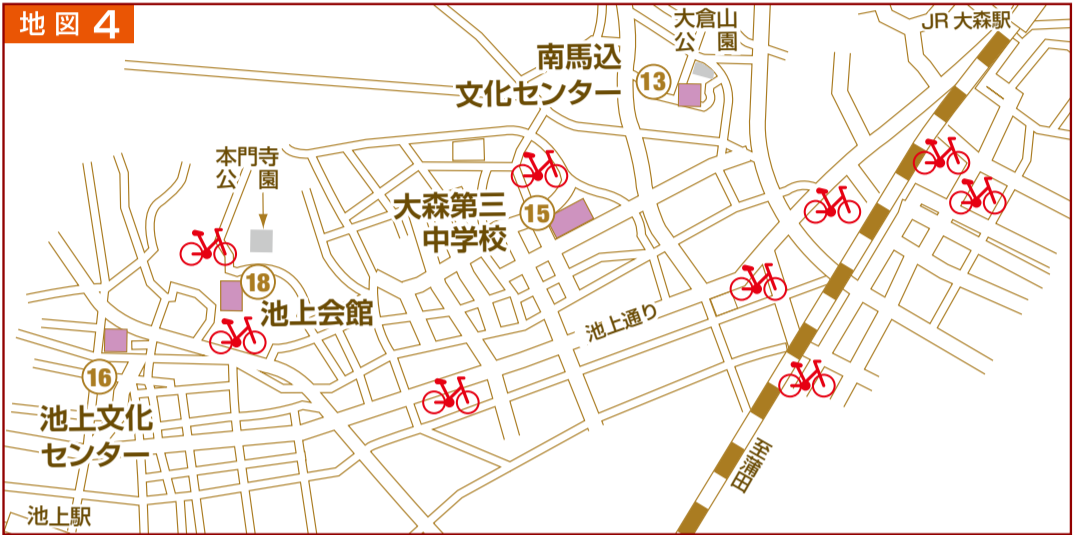 地図 4
JR 大森駅
大倉山
公園
南馬込
文化センター
13
本門寺
公園
大森第三
中学校
15
18
池上会館
池上通り
16
池上文化
センター
至蒲田
池上駅